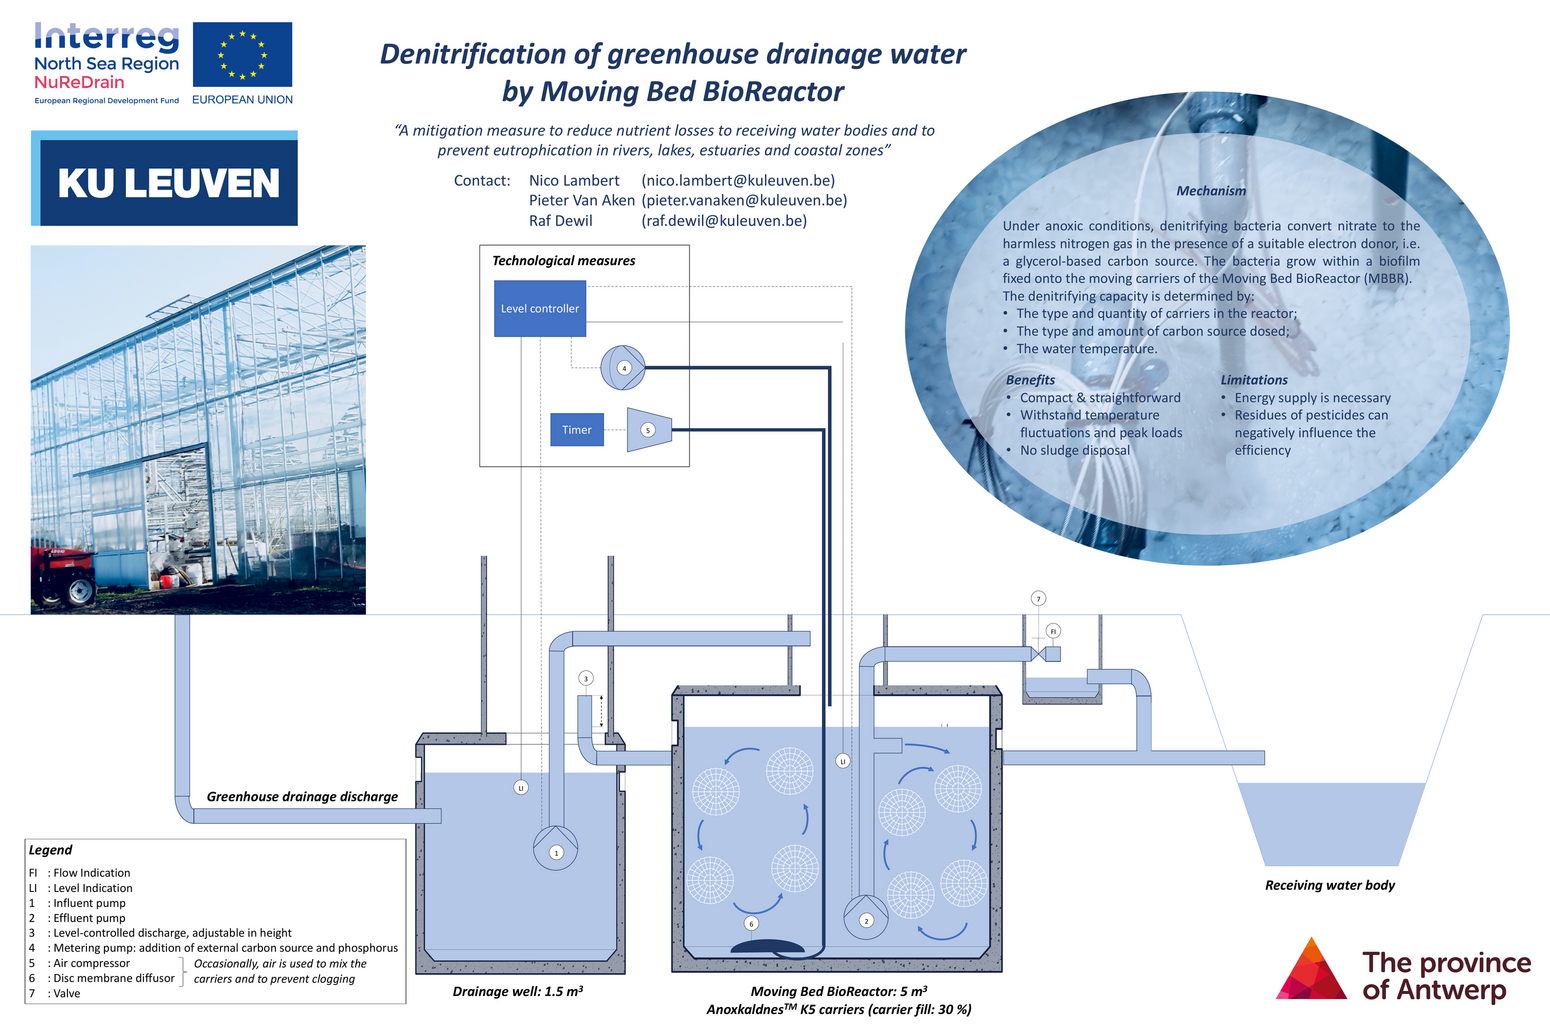 Interreg
North Sea Region
NuReDrain
European Regional Development Fund
EUROPEAN UNION
KU LEUVEN
Denitrification of greenhouse drainage water
by Moving Bed BioReactor
“A mitigation measure to reduce nutrient losses to receiving water bodies and to
prevent eutrophication in rivers, lakes, estuaries and coastal zones”
Contact: Nico Lambert (nico.lambert@kuleuven.be)
Pieter Van Aken (pieter.vanaken@kuleuven.be)
Raf Dewil (raf.dewil@kuleuven.be)
Mechanism
Under anoxic conditions, denitrifying bacteria convert nitrate to the
harmless nitrogen gas in the presence of a suitable electron donor, i.e.
a glycerol-based carbon source. The bacteria grow within a biofilm
fixed onto the moving carriers of the Moving Bed BioReactor (MBBR).
The denitrifying capacity is determined by:
• The type and quantity of carriers in the reactor;
• The type and amount of carbon source dosed;
• The water temperature.
Benefits
• Compact & straightforward
• Withstand temperature
fluctuations and peak loads
• No sludge disposal
Limitations
• Energy supply is necessary
• Residues of pesticides can
negatively influence the
efficiency
Technological measures
Level controller
4
Timer
5
7
FI
3
LI
LI
1
2
6
Greenhouse drainage discharge
Receiving water body
Legend
FI : Flow Indication
LI : Level Indication
1 : Influent pump
2 : Effluent pump
3 : Level-controlled discharge, adjustable in height
4 : Metering pump: addition of external carbon source and phosphorus
5 : Air compressor
6 : Disc membrane diffusor
7 : Valve
Occasionally, air is used to mix the
carriers and to prevent clogging
Drainage well: 1.5 m³
Moving Bed BioReactor: 5 m³
Anoxkaldnes™ K5 carriers (carrier fill: 30 %)
The province
of Antwerp